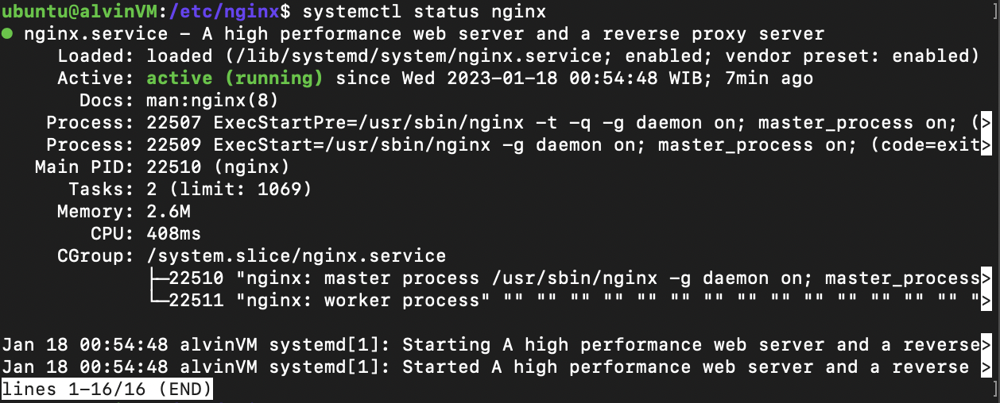 ubuntu@alvinVM:/etc/nginx$ systemctl status nginx
● nginx.service - A high performance web server and a reverse proxy server
     Loaded: loaded (/lib/systemd/system/nginx.service; enabled; vendor preset: enabled)
     Active: active (running) since Wed 2023-01-18 00:54:48 WIB; 7min ago
       Docs: man:nginx(8)
    Process: 22507 ExecStartPre=/usr/sbin/nginx -t -q -g daemon on; master_process on; (>
    Process: 22509 ExecStart=/usr/sbin/nginx -g daemon on; master_process on; (code=exit>
   Main PID: 22510 (nginx)
      Tasks: 2 (limit: 1069)
     Memory: 2.6M
        CPU: 408ms
     CGroup: /system.slice/nginx.service
             ├─22510 "nginx: master process /usr/sbin/nginx -g daemon on; master_process>
             └─22511 "nginx: worker process" "" "" "" "" "" "" "" "" "" "" "" "" "" "" ">

Jan 18 00:54:48 alvinVM systemd[1]: Starting A high performance web server and a reverse>
Jan 18 00:54:48 alvinVM systemd[1]: Started A high performance web server and a reverse >
lines 1-16/16 (END)